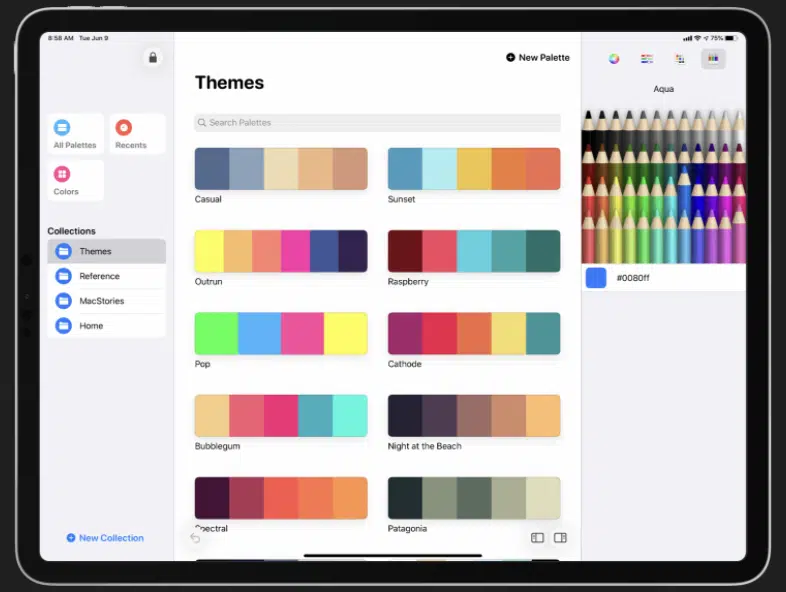 8:58 AM Tue Jun 9
75%
New Palette
Themes
Aqua
Search Palettes
All Palettes
Recents
Colors
Collections
Themes
Reference
MacStories
Home
Casual
Sunset
Outrun
Raspberry
Pop
Cathode
Bubblegum
Night at the Beach
Spectral
Patagonia
#0080ff
New Collection